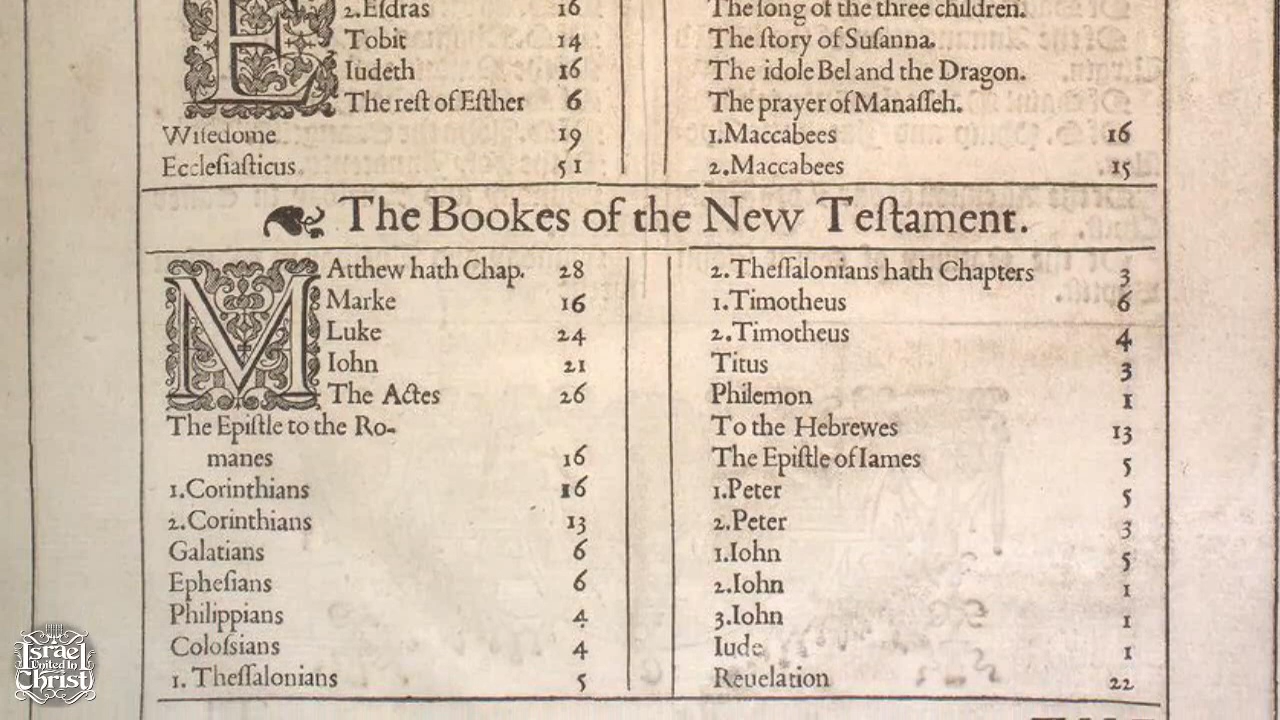 2.Eſdras 16
Tobit 14
Iudeth 16
The reſt of Eſther 6
Wiſedome 19
Eccleſiaſticus. 51
The ſong of the three children.
The ſtory of Suſanna.
The idole Bel and the Dragon.
The prayer of Manaſſeh.
1.Maccabees 16
2.Maccabees 15
The Bookes of the New Teſtament.
MAtthew hath Chap. 28
Marke 16
Luke 24
Iohn 21
The Actes 26
The Epiſtle to the Ro-
manes 16
1.Corinthians 16
2.Corinthians 13
Galatians 6
Epheſians 6
Philippians 4
Coloſsians 4
1. Theſſalonians 5
2.Theſſalonians hath Chapters 3
1.Timotheus 6
2.Timotheus 4
Titus 3
Philemon 1
To the Hebrewes 13
The Epiſtle of Iames 5
1.Peter 5
2.Peter 3
1.Iohn 5
2.Iohn 1
3.Iohn 1
Iude 1
Reuelation 22
Israel
United In
Christ